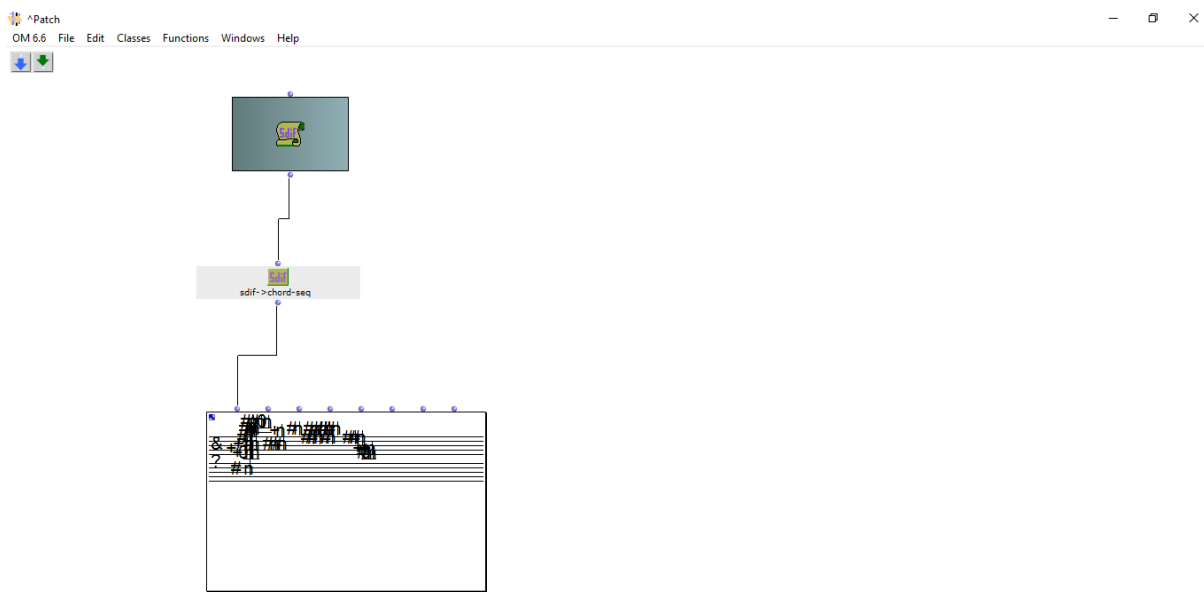 ^Patch
OM 6.6 File Edit Classes Functions Windows Help
Sdif
Sdif
sdif->chord-seq
&
?
# n